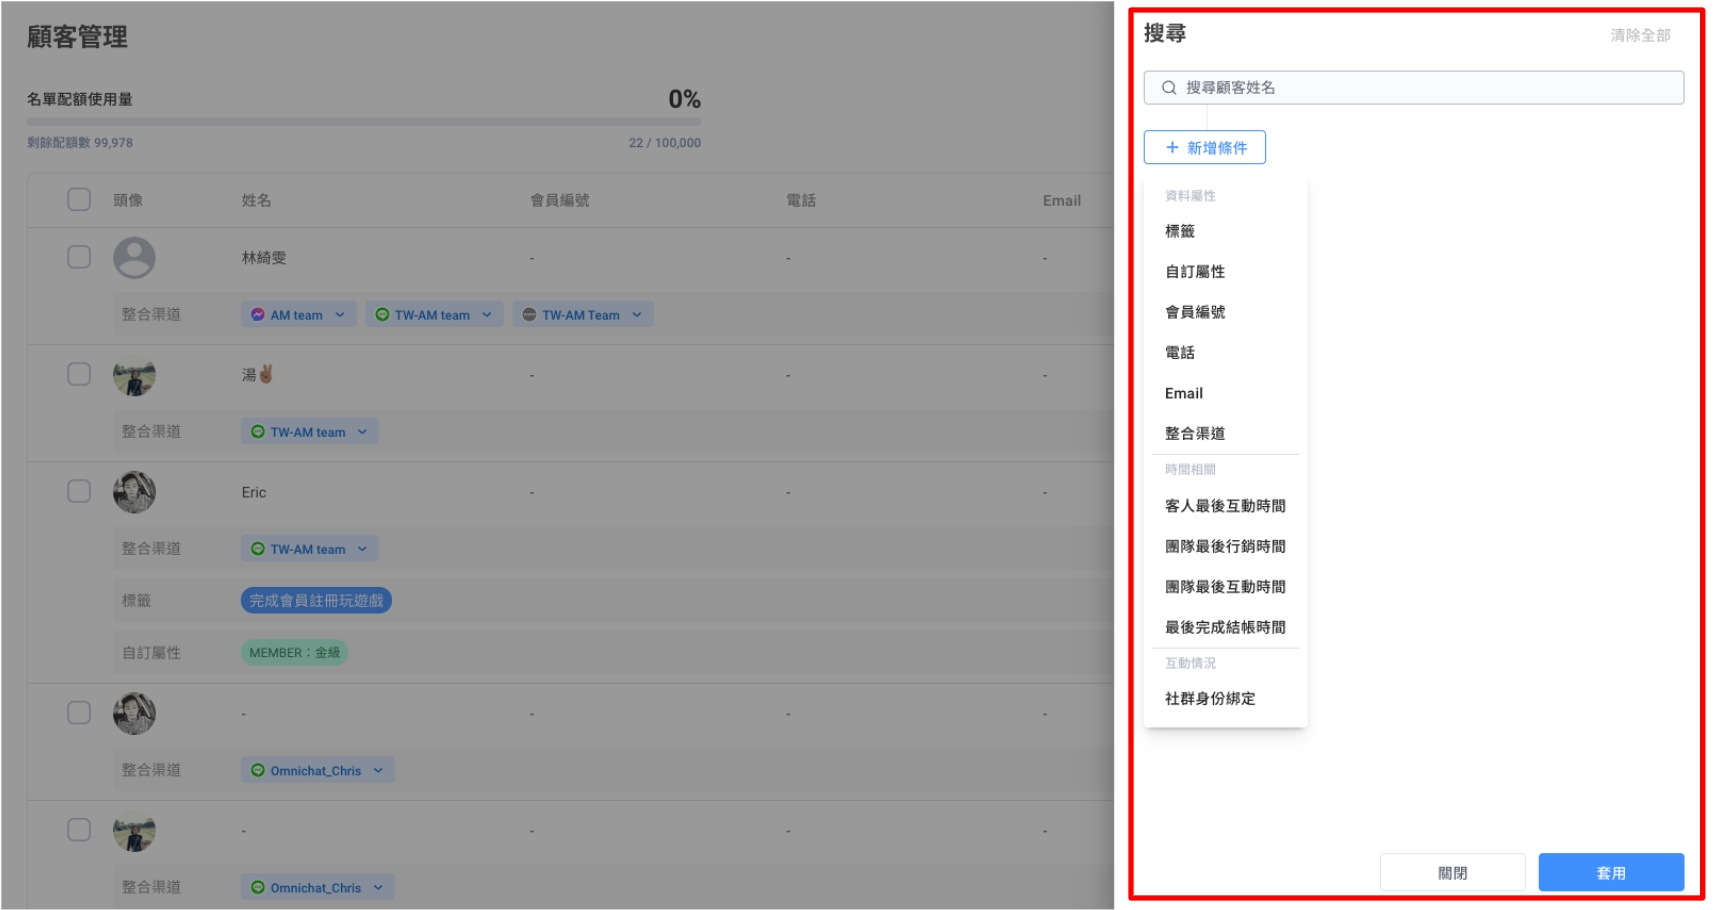 顧客管理
名單配額使用量 0%
剩餘配額數 99,978 22 / 100,000
頭像 姓名 會員編號 電話 Email
林綺雯 - - -
整合渠道 AM team TW-AM team TW-AM Team
湯✌🏽 - - -
整合渠道 TW-AM team
Eric - - -
整合渠道 TW-AM team
標籤 完成會員註冊玩遊戲
自訂屬性 MEMBER：金級
- - - -
整合渠道 Omnichat_Chris
- - - -
整合渠道 Omnichat_Chris
搜尋 清除全部
搜尋顧客姓名
+ 新增條件
資料屬性
標籤
自訂屬性
會員編號
電話
Email
整合渠道
時間相關
客人最後互動時間
團隊最後行銷時間
團隊最後互動時間
最後完成結帳時間
互動情況
社群身份綁定
關閉 套用